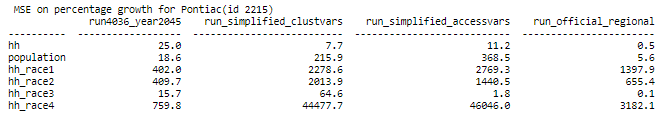 MSE on percentage growth for Pontiac(id 2215)
run4036_year2045 run_simplified_clustvars run_simplified_accessvars run_official_regional
---------- ---------------- ------------------------ ------------------------- ---------------------
hh 25.0 7.7 11.2 0.5
population 18.6 215.9 368.5 5.6
hh_race1 402.0 2278.6 2769.3 1397.9
hh_race2 409.7 2013.9 1440.5 655.4
hh_race3 15.7 64.6 1.8 0.1
hh_race4 759.8 44477.7 46046.0 3182.1